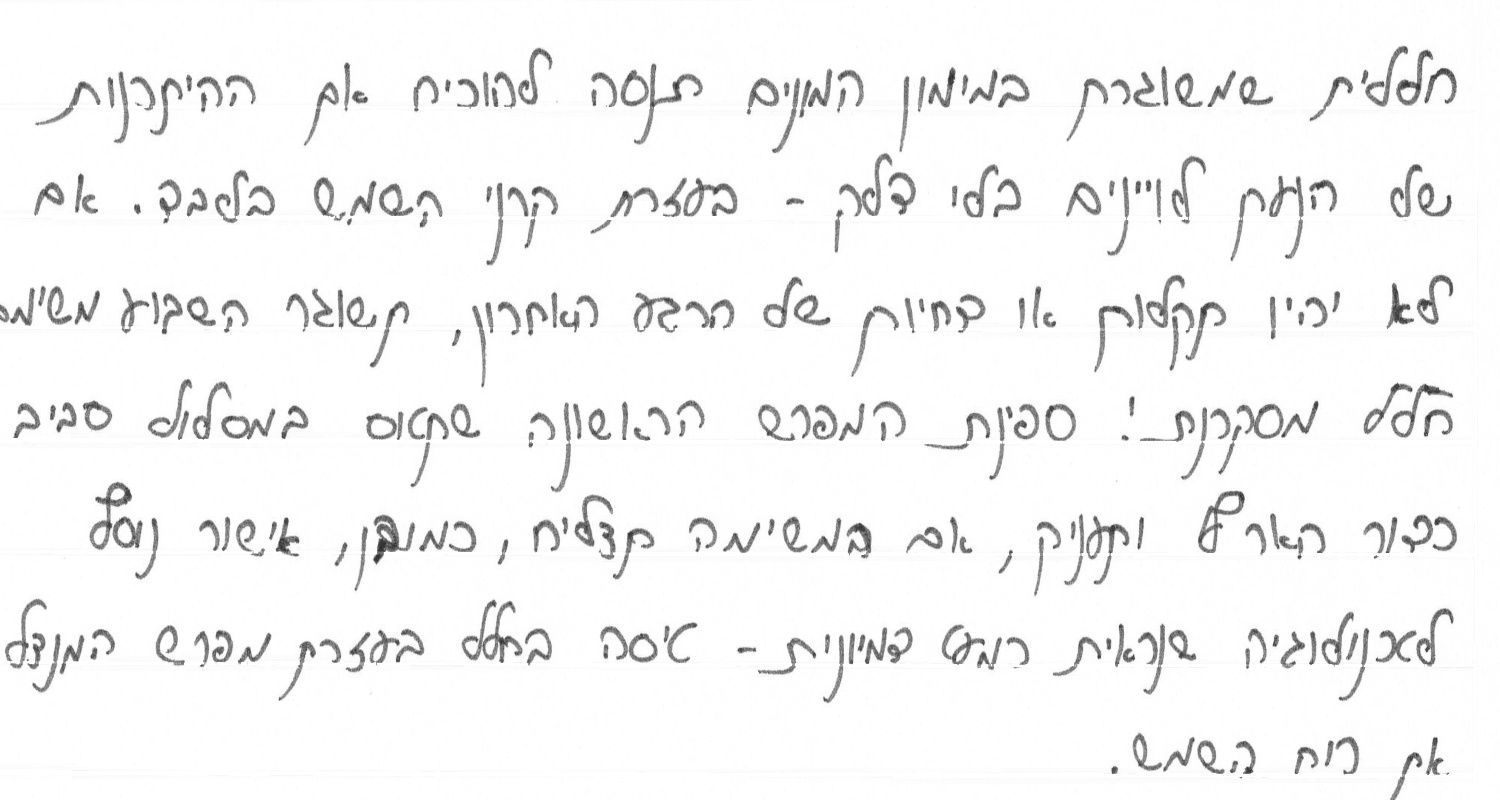 חללית שמשוגרת במימון המונים תנסה להוכיח את ההיתכנות
של הנעת לוויינים בלי דלק - בעזרת קרני השמש בלבד. אם
לא יהיו תקלות או דחיות של הרגע האחרון, תשוגר השבוע משימת
חלל מסקרנת! ספינת המפרש הראשונה שתטוס במסלול סביב
כדור הארץ ותעניק, אם המשימה תצליח, כמובן, אישור נוסף
לטכנולוגיה שנראית כמעט דמיונית - טיסה בחלל בעזרת מפרש המנצל
את רוח השמש.